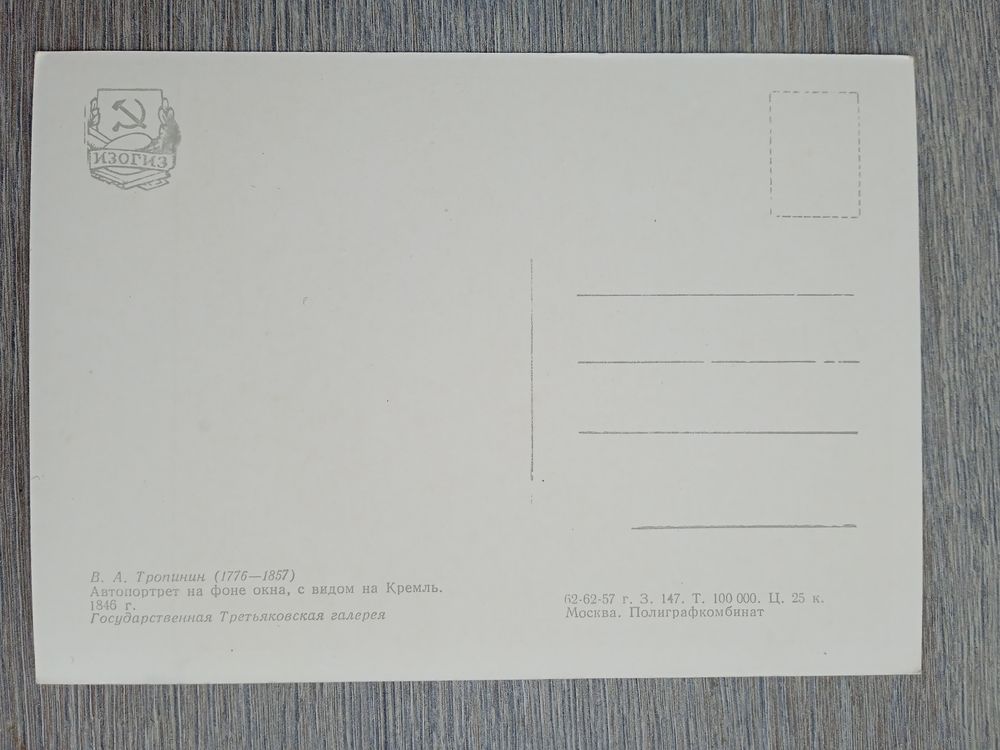 ИЗОГИЗ
В. А. Тропинин (1776—1857)
Автопортрет на фоне окна, с видом на Кремль.
1846 г.
Государственная Третьяковская галерея
62-62-57 г. З. 147. Т. 100 000. Ц. 25 к.
Москва. Полиграфкомбинат